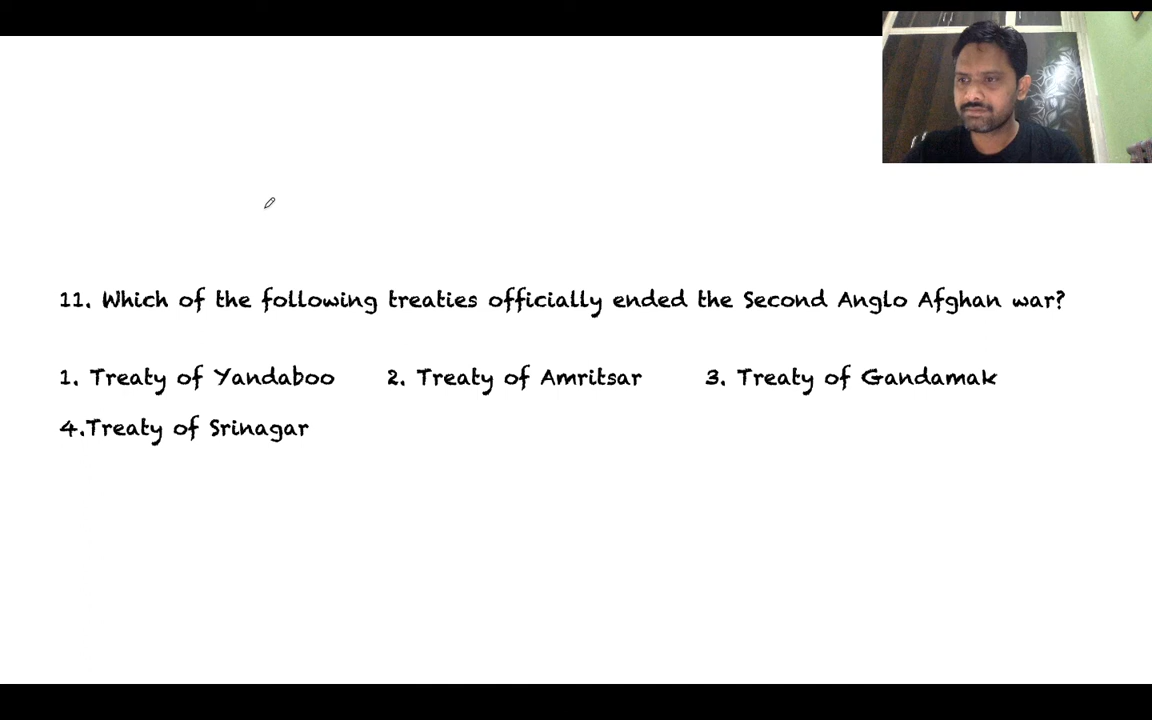 11. Which of the following treaties officially ended the Second Anglo Afghan war?
1. Treaty of Yandaboo 2. Treaty of Amritsar 3. Treaty of Gandamak
4.Treaty of Srinagar